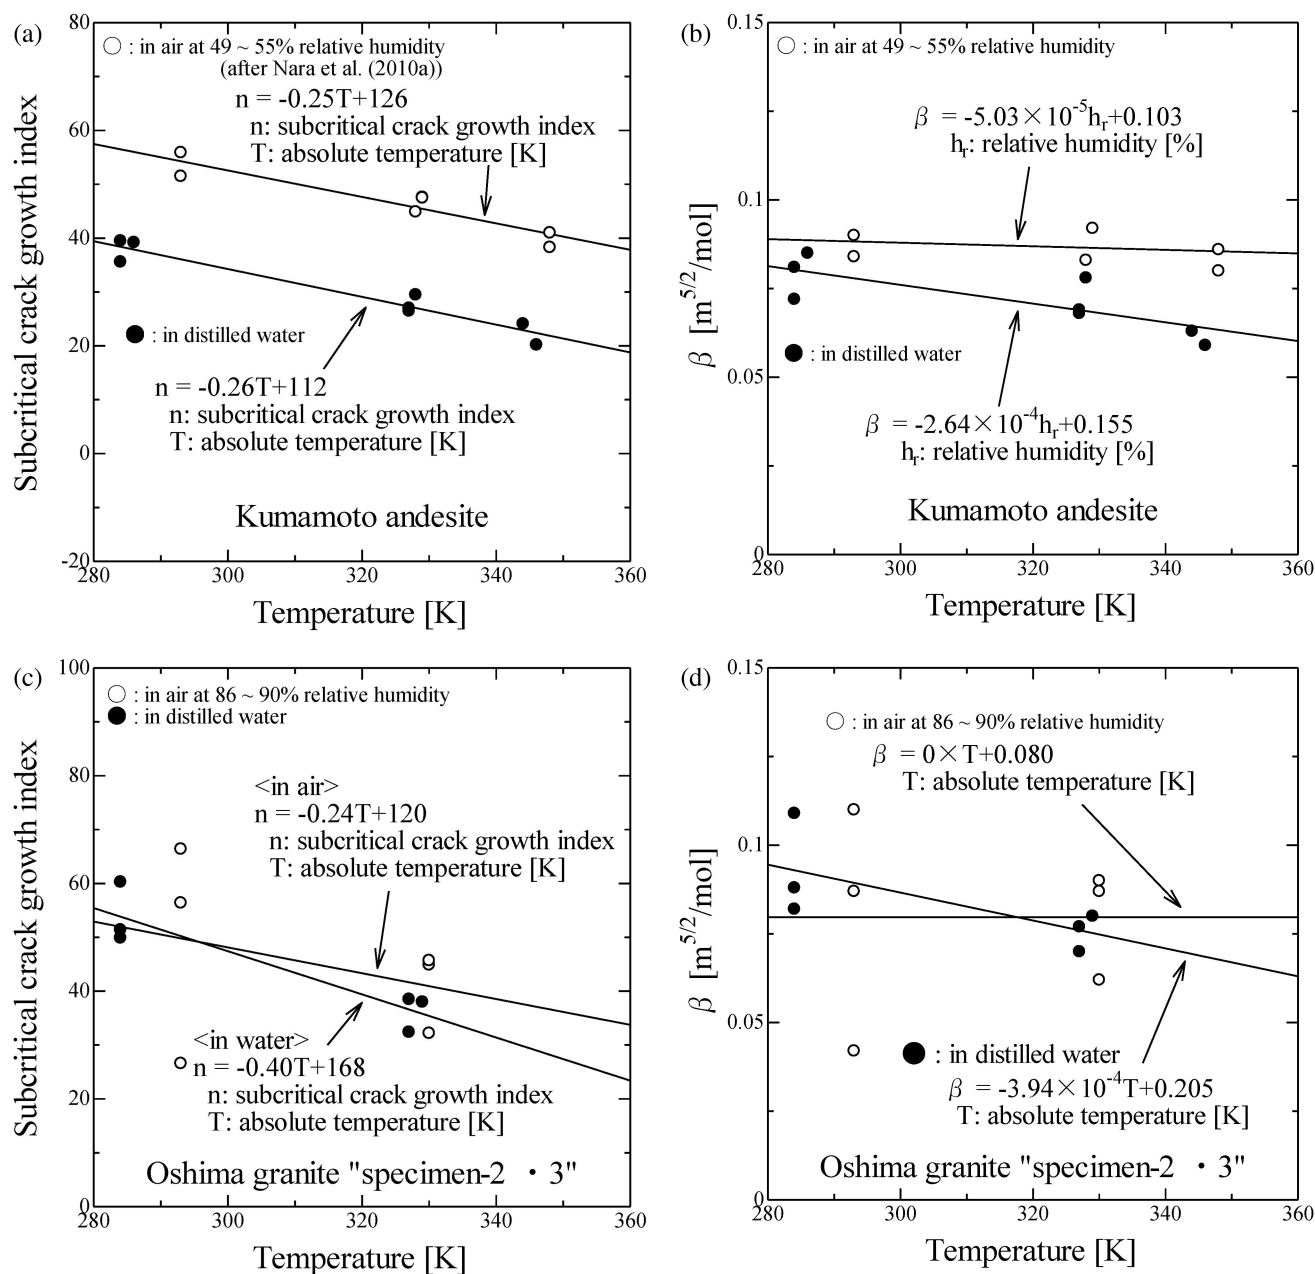 (a)
80
60
40
20
0
-20
280
300
320
340
360
Subcritical crack growth index
Temperature [K]
○ : in air at 49 ~ 55% relative humidity
(after Nara et al. (2010a))
n = -0.25T+126
n: subcritical crack growth index
T: absolute temperature [K]
● : in distilled water
n = -0.26T+112
n: subcritical crack growth index
T: absolute temperature [K]
Kumamoto andesite
(b)
0.15
0.1
0.05
0
280
300
320
340
360
β [m^5/2/mol]
Temperature [K]
○ : in air at 49 ~ 55% relative humidity
β = -5.03×10^-5h_r+0.103
h_r: relative humidity [%]
● : in distilled water
β = -2.64×10^-4h_r+0.155
h_r: relative humidity [%]
Kumamoto andesite
(c)
100
80
60
40
20
0
280
300
320
340
360
Subcritical crack growth index
Temperature [K]
○ : in air at 86 ~ 90% relative humidity
● : in distilled water
<in air>
n = -0.24T+120
n: subcritical crack growth index
T: absolute temperature [K]
<in water>
n = -0.40T+168
n: subcritical crack growth index
T: absolute temperature [K]
Oshima granite "specimen-2 ・ 3"
(d)
0.15
0.1
0.05
0
280
300
320
340
360
β [m^5/2/mol]
Temperature [K]
○ : in air at 86 ~ 90% relative humidity
β = 0×T+0.080
T: absolute temperature [K]
● : in distilled water
β = -3.94×10^-4T+0.205
T: absolute temperature [K]
Oshima granite "specimen-2 ・ 3"